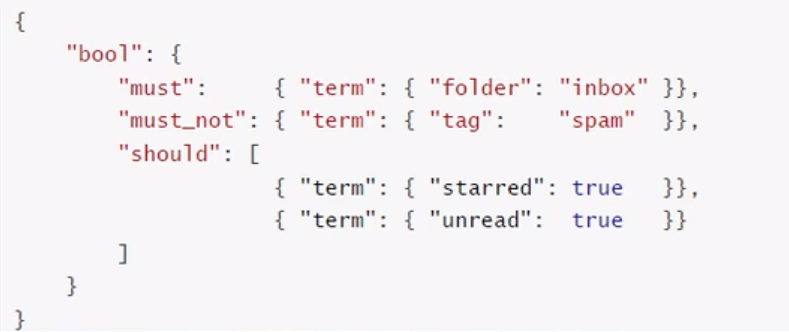 {
    "bool": {
        "must":     { "term": { "folder": "inbox" }},
        "must_not": { "term": { "tag":    "spam"  }},
        "should": [
                    { "term": { "starred": true   }},
                    { "term": { "unread":  true   }}
        ]
    }
}